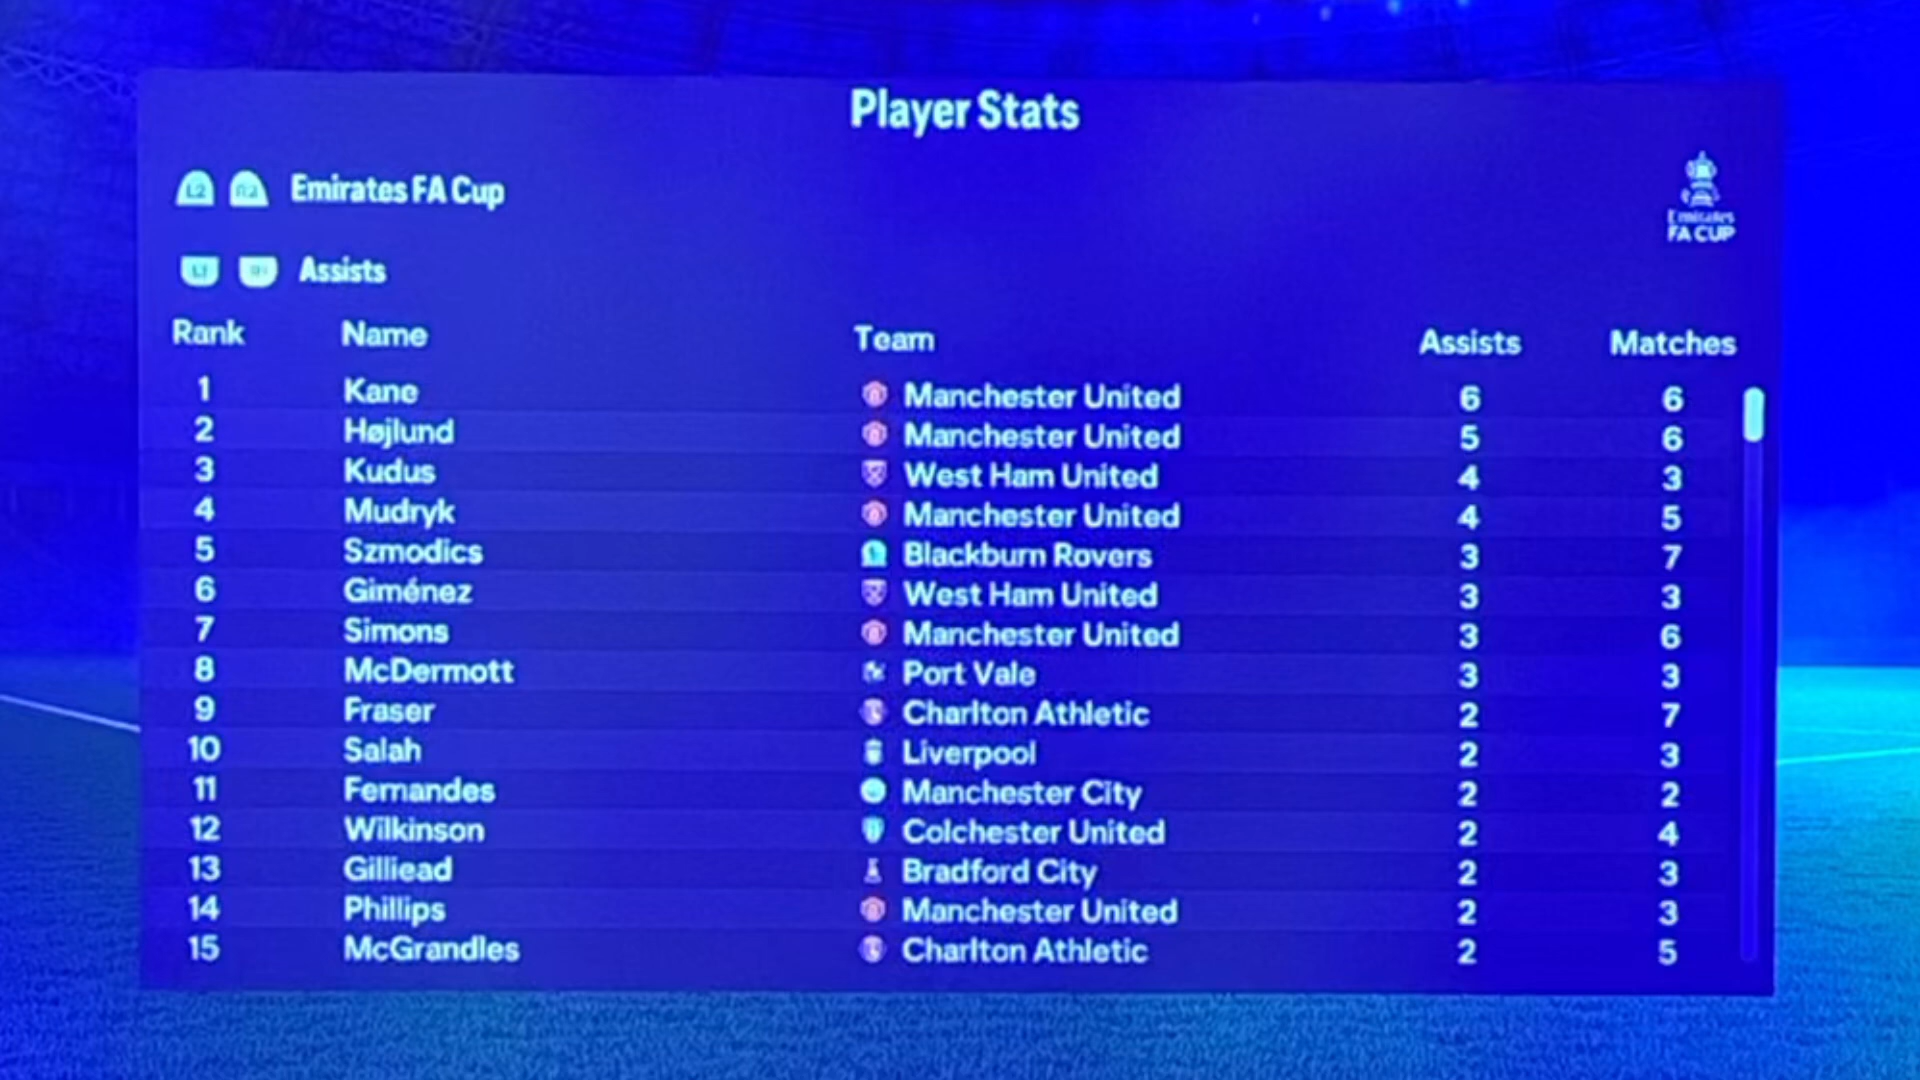 Player Stats
L2 R2 Emirates FA Cup
Emirates
FA CUP
L1 R1 Assists
Rank Name Team Assists Matches
1 Kane Manchester United 6 6
2 Højlund Manchester United 5 6
3 Kudus West Ham United 4 3
4 Mudryk Manchester United 4 5
5 Szmodics Blackburn Rovers 3 7
6 Giménez West Ham United 3 3
7 Simons Manchester United 3 6
8 McDermott Port Vale 3 3
9 Fraser Charlton Athletic 2 7
10 Salah Liverpool 2 3
11 Fernandes Manchester City 2 2
12 Wilkinson Colchester United 2 4
13 Gilliead Bradford City 2 3
14 Phillips Manchester United 2 3
15 McGrandles Charlton Athletic 2 5